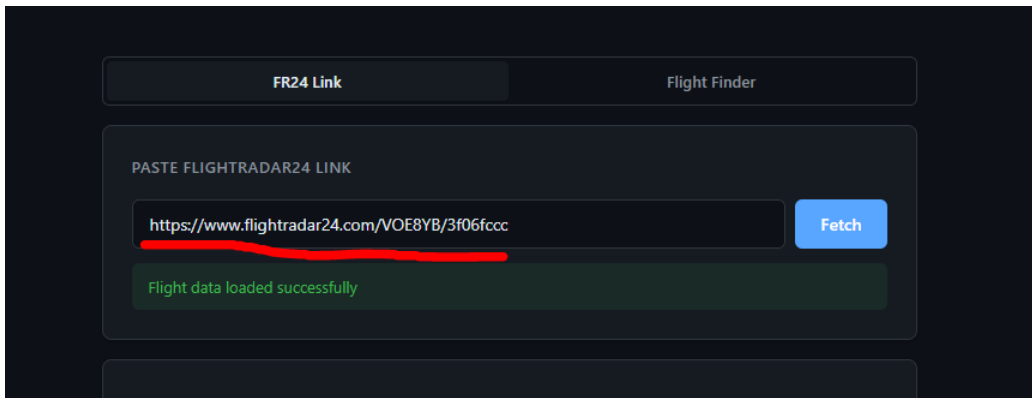 FR24 Link
Flight Finder
PASTE FLIGHTRADAR24 LINK
https://www.flightradar24.com/VOE8YB/3f06fccc
Fetch
Flight data loaded successfully